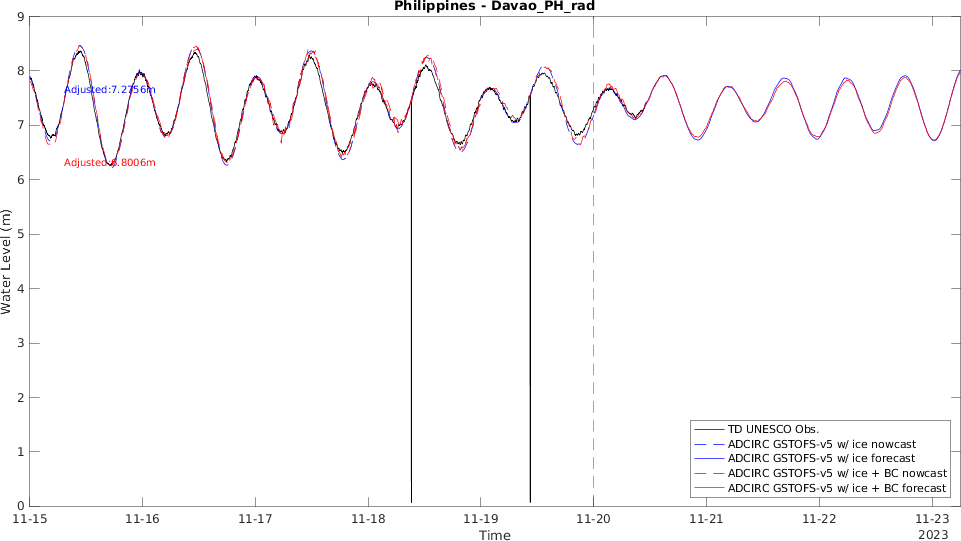 Philippines - Davao_PH_rad
9
8
7
6
5
4
3
2
1
0
Water Level (m)
Adjusted:7.2756m
Adjusted:6.8006m
TD UNESCO Obs.
ADCIRC GSTOFS-v5 w/ ice nowcast
ADCIRC GSTOFS-v5 w/ ice forecast
ADCIRC GSTOFS-v5 w/ ice + BC nowcast
ADCIRC GSTOFS-v5 w/ ice + BC forecast
11-15 11-16 11-17 11-18 11-19 11-20 11-21 11-22 11-23
Time
2023